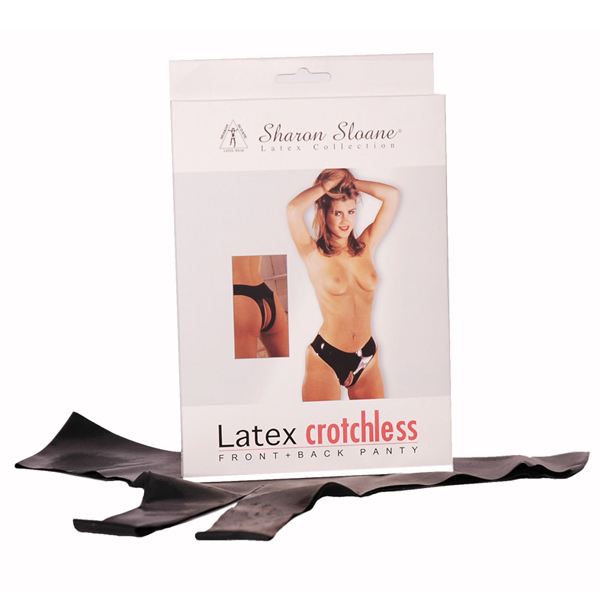 Sharon Sloane®
Latex Collection
Latex crotchless
FRONT + BACK PANTY